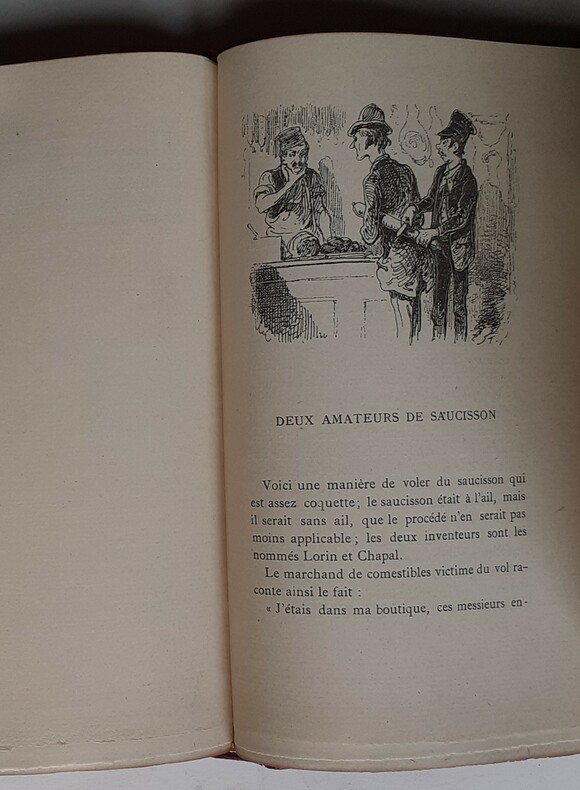 DEUX AMATEURS DE SAUCISSON
Voici une manière de voler du saucisson qui
est assez coquette; le saucisson était à l'ail, mais
il serait sans ail, que le procédé n'en serait pas
moins applicable; les deux inventeurs sont les
nommés Lorin et Chapal.
Le marchand de comestibles victime du vol ra-
conte ainsi le fait :
« J'étais dans ma boutique, ces messieurs en-